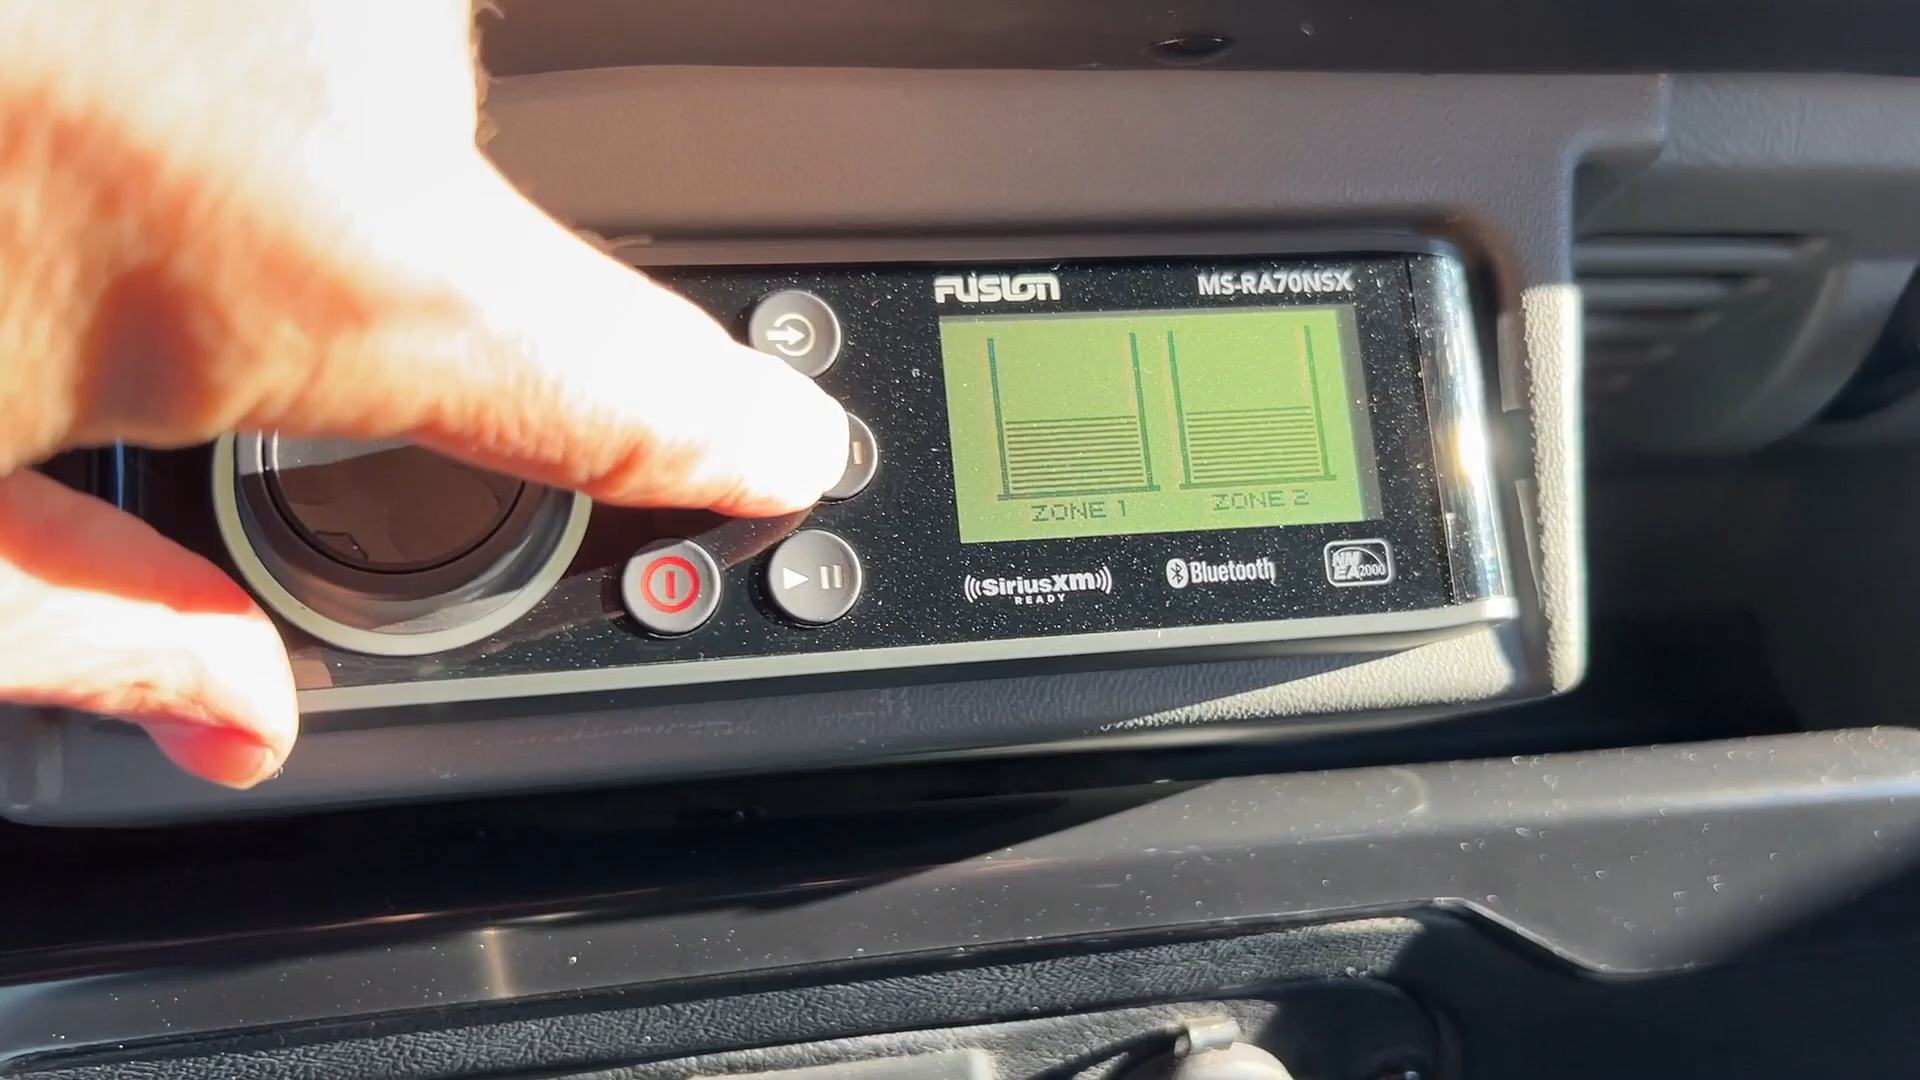 FUSION
MS-RA70NSX
ZONE 1
ZONE 2
SiriusXM
READY
Bluetooth
NMEA 2000